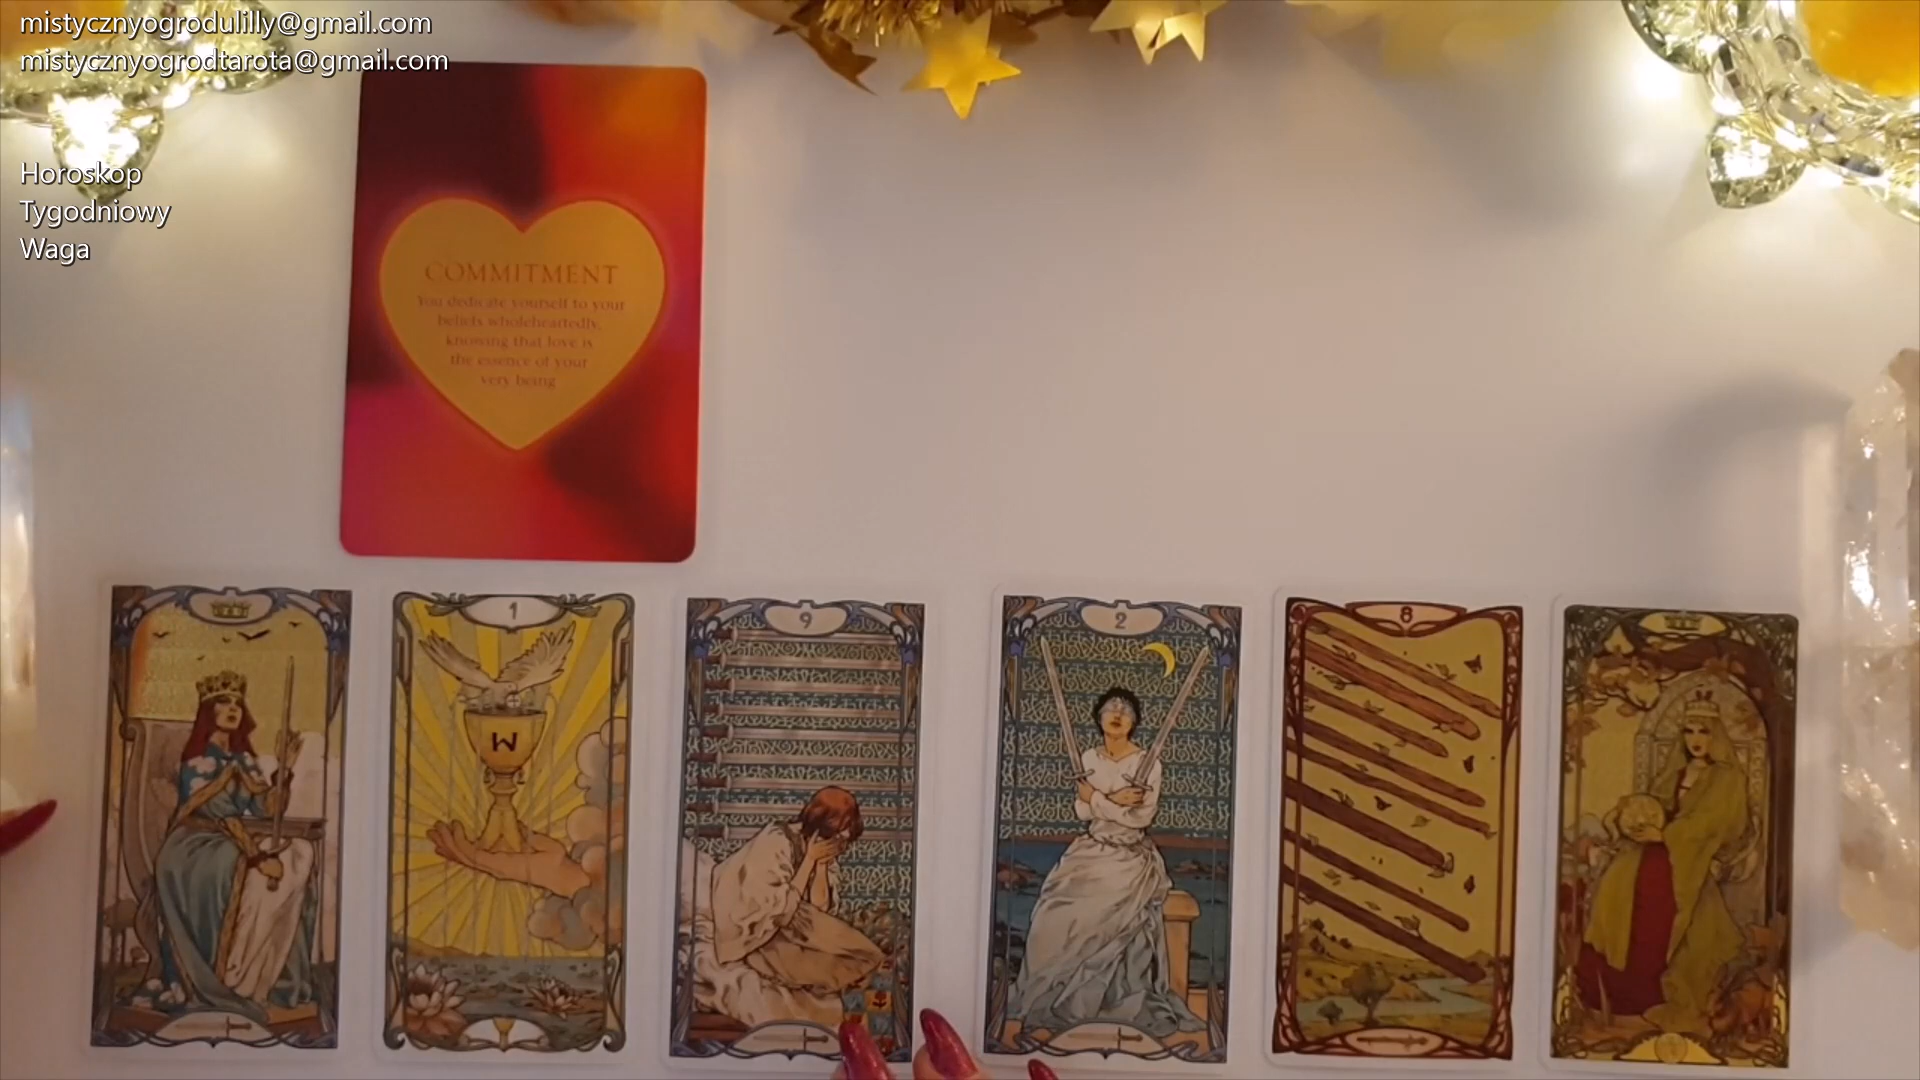 mistycznyogrodulilly@gmail.com
mistycznyogrodtarota@gmail.com
Horoskop
Tygodniowy
Waga
COMMITMENT
You dedicate yourself to your
beliefs wholeheartedly,
knowing that love is
the essence of your
very being
1
W
9
2
8